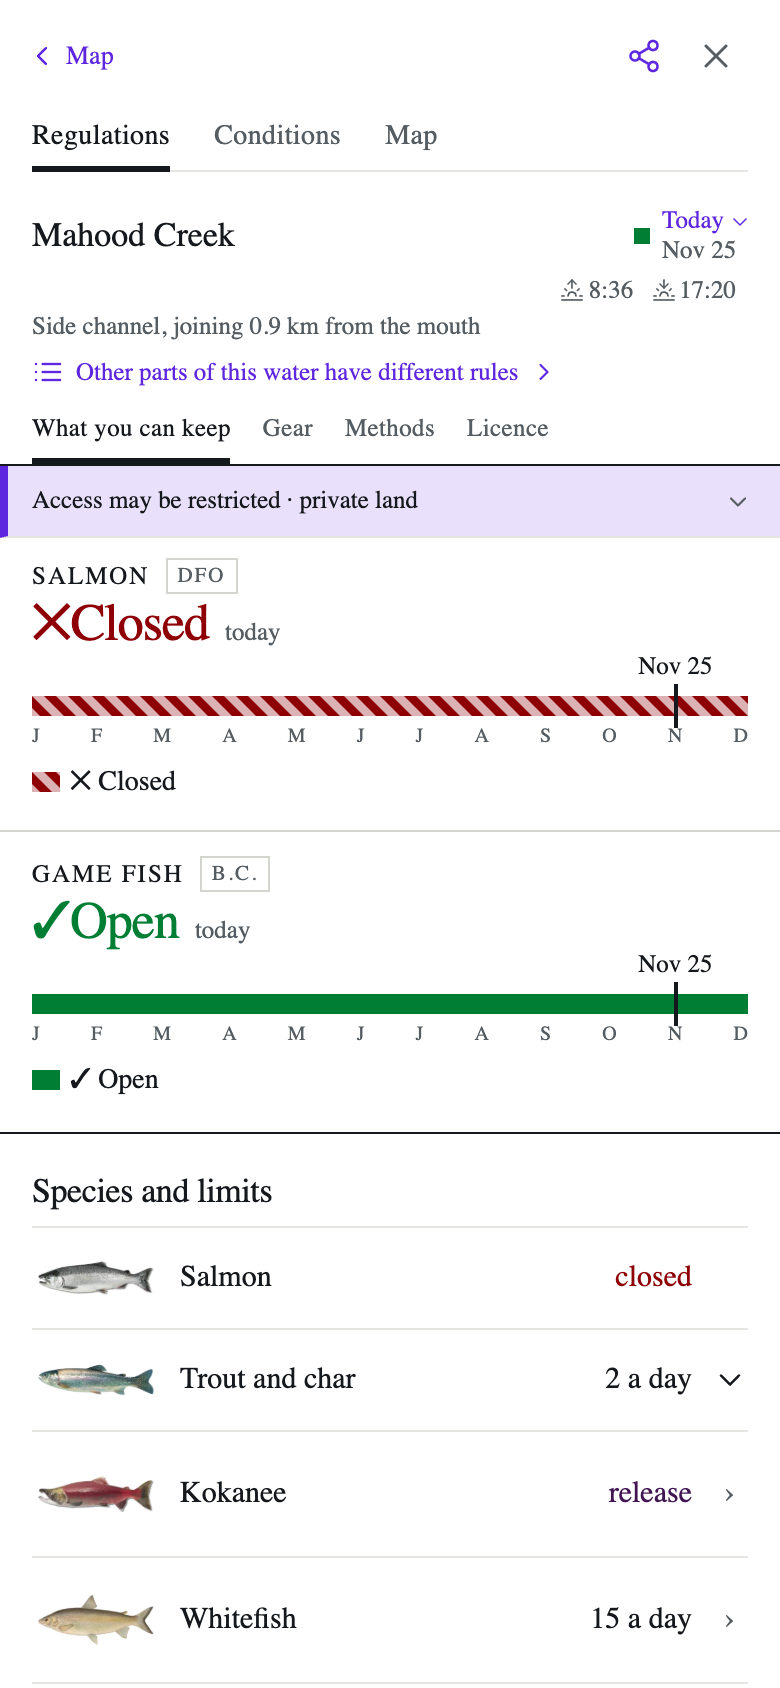 Map
Regulations Conditions Map
Mahood Creek
Today
Nov 25
8:36 17:20
Side channel, joining 0.9 km from the mouth
Other parts of this water have different rules
What you can keep Gear Methods Licence
Access may be restricted · private land
SALMON DFO
✕Closed today
Nov 25
J F M A M J J A S O N D
✕ Closed
GAME FISH B.C.
✓Open today
Nov 25
J F M A M J J A S O N D
✓ Open
Species and limits
Salmon closed
Trout and char 2 a day
Kokanee release
Whitefish 15 a day